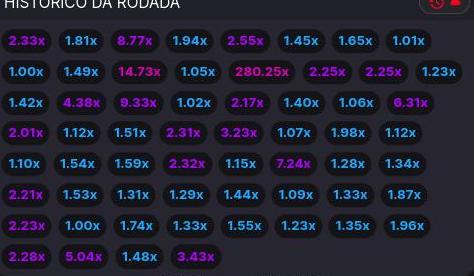 HISTÓRICO DA RODADA
2.33x 1.81x 8.77x 1.94x 2.55x 1.45x 1.65x 1.01x
1.00x 1.49x 14.73x 1.05x 280.25x 2.25x 2.25x 1.23x
1.42x 4.38x 9.33x 1.02x 2.17x 1.40x 1.06x 6.31x
2.01x 1.12x 1.51x 2.31x 3.23x 1.07x 1.98x 1.12x
1.10x 1.54x 1.59x 2.32x 1.15x 7.24x 1.28x 1.34x
2.21x 1.53x 1.31x 1.29x 1.44x 1.09x 1.33x 1.87x
2.23x 1.00x 1.74x 1.33x 1.55x 1.23x 1.35x 1.96x
2.28x 5.04x 1.48x 3.43x